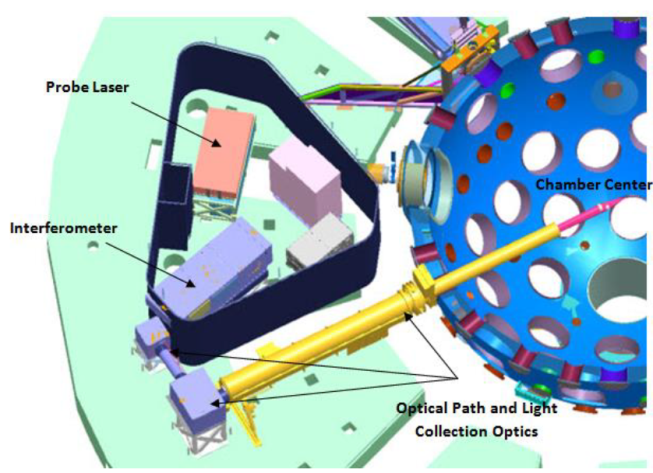 Probe Laser
Chamber Center
Interferometer
Optical Path and Light
Collection Optics